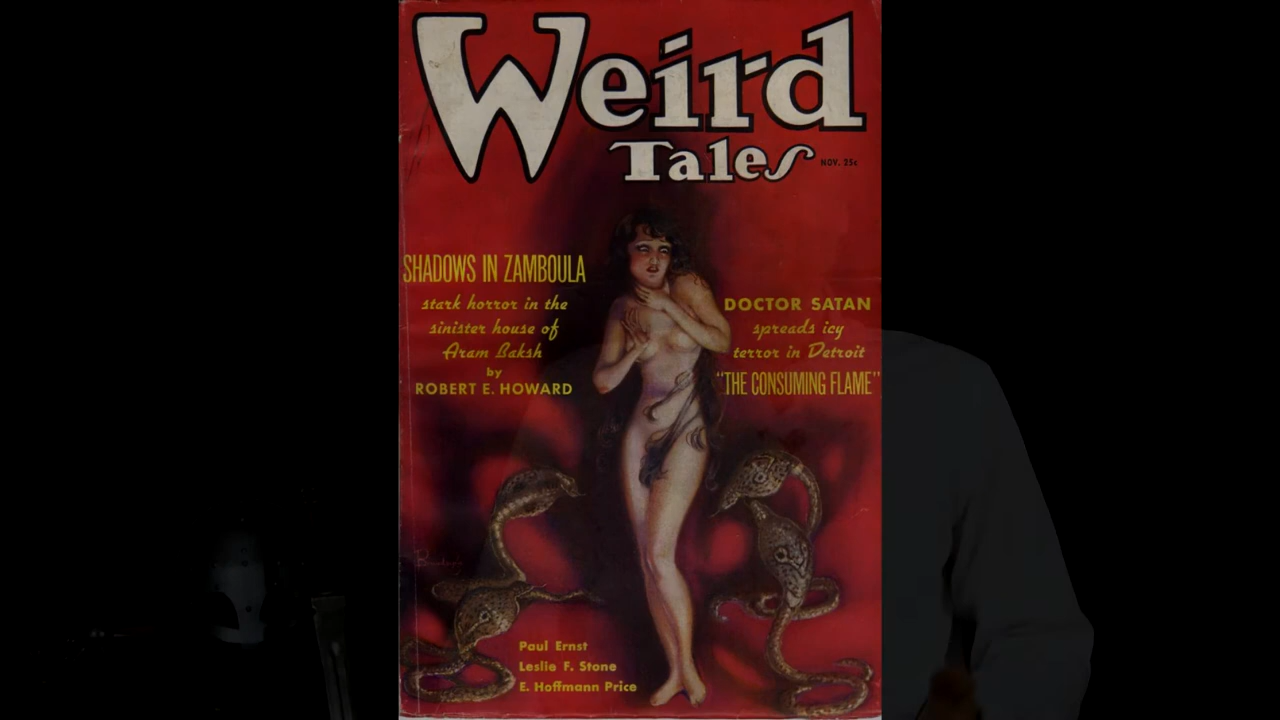 Weird
Tales
NOV. 25c
SHADOWS IN ZAMBOULA
stark horror in the
sinister house of
Aram Baksh
by
ROBERT E. HOWARD
DOCTOR SATAN
spreads icy
terror in Detroit
"THE CONSUMING FLAME"
Paul Ernst
Leslie F. Stone
E. Hoffmann Price